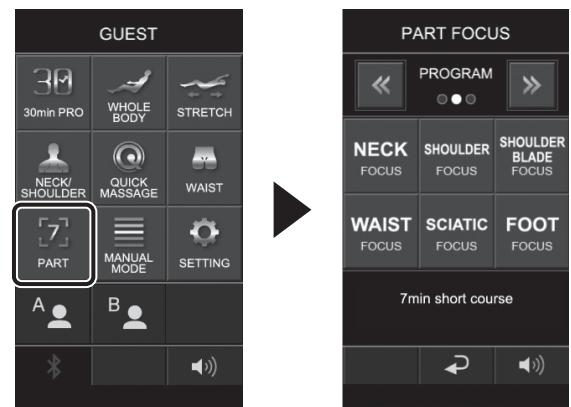 GUEST
30
30min PRO
WHOLE
BODY
STRETCH
NECK/
SHOULDER
QUICK
MASSAGE
WAIST
7
PART
MANUAL
MODE
SETTING
A
B
PART FOCUS
PROGRAM
NECK
FOCUS
SHOULDER
FOCUS
SHOULDER
BLADE
FOCUS
WAIST
FOCUS
SCIATIC
FOCUS
FOOT
FOCUS
7min short course